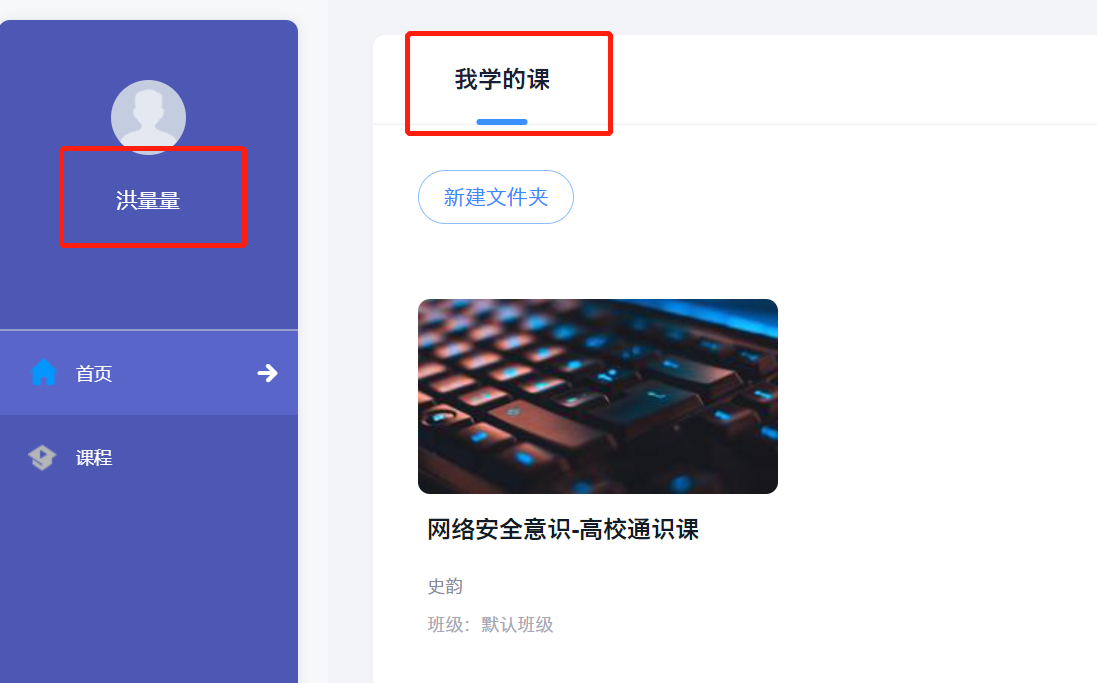 洪量量
首页
课程
我学的课
新建文件夹
网络安全意识-高校通识课
史韵
班级：默认班级